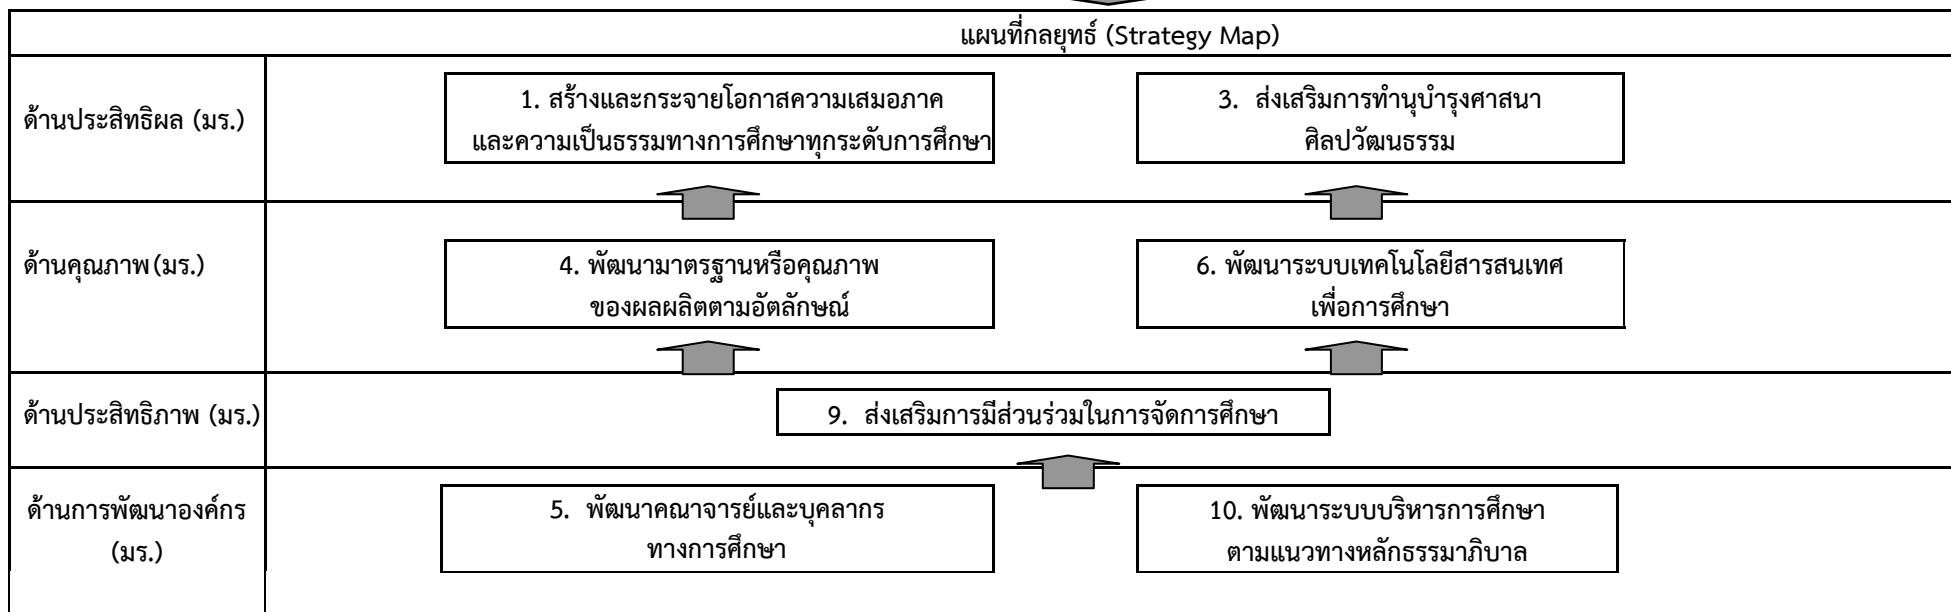 แผนที่กลยุทธ์ (Strategy Map)
ด้านประสิทธิผล (มร.)
1. สร้างและกระจายโอกาสความเสมอภาค
และความเป็นธรรมทางการศึกษาทุกระดับการศึกษา
3. ส่งเสริมการทำนุบำรุงศาสนา
ศิลปวัฒนธรรม
ด้านคุณภาพ (มร.)
4. พัฒนามาตรฐานหรือคุณภาพ
ของผลผลิตตามอัตลักษณ์
6. พัฒนาระบบเทคโนโลยีสารสนเทศ
เพื่อการศึกษา
ด้านประสิทธิภาพ (มร.)
9. ส่งเสริมการมีส่วนร่วมในการจัดการศึกษา
ด้านการพัฒนาองค์กร
(มร.)
5. พัฒนาคณาจารย์และบุคลากร
ทางการศึกษา
10. พัฒนาระบบบริหารการศึกษา
ตามแนวทางหลักธรรมาภิบาล